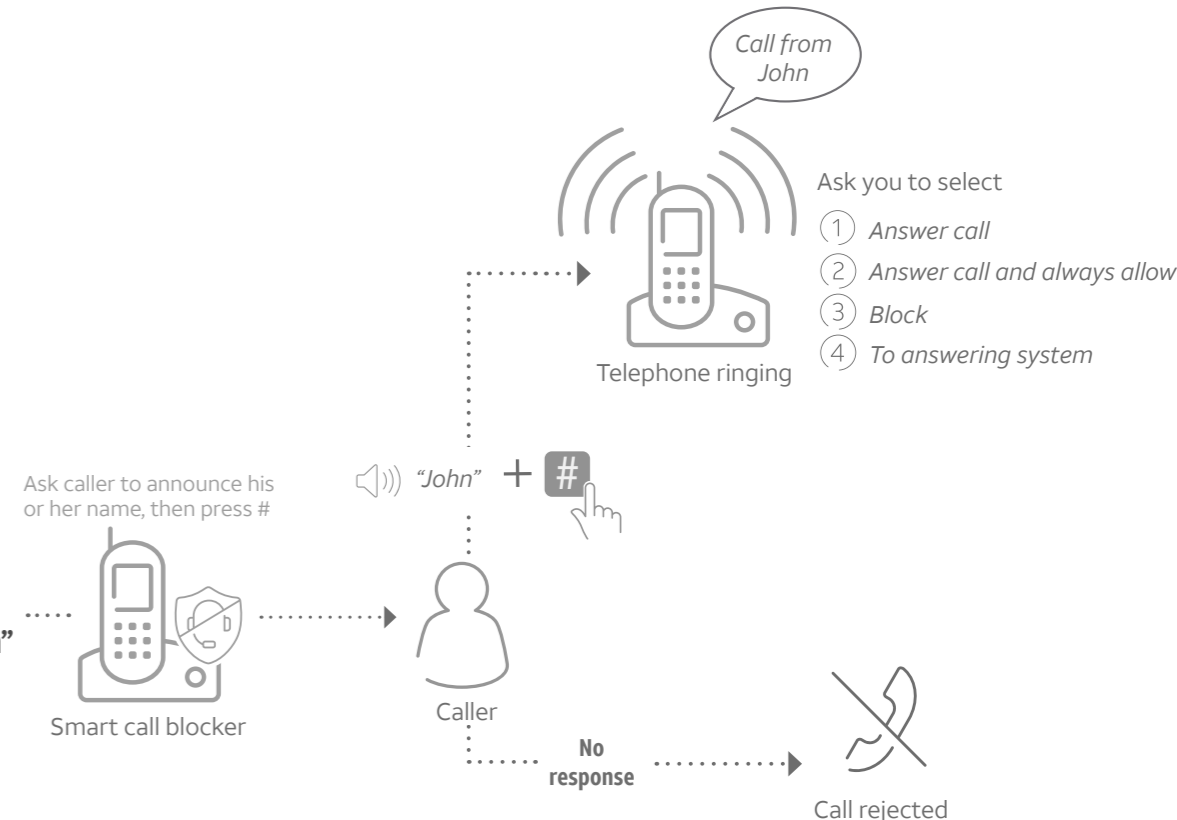 Call from
John
Ask you to select
1 Answer call
2 Answer call and always allow
3 Block
4 To answering system
Telephone ringing
“John” + #
Ask caller to announce his
or her name, then press #
Smart call blocker
Caller
No
response
Call rejected